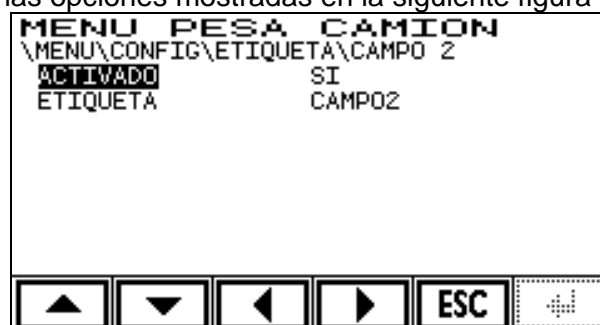 las opciones mostradas en la siguiente figura
MENU PESA CAMION
\MENU\CONFIG\ETIQUETA\CAMPO 2
ACTIVADO SI
ETIQUETA CAMPO2
ESC